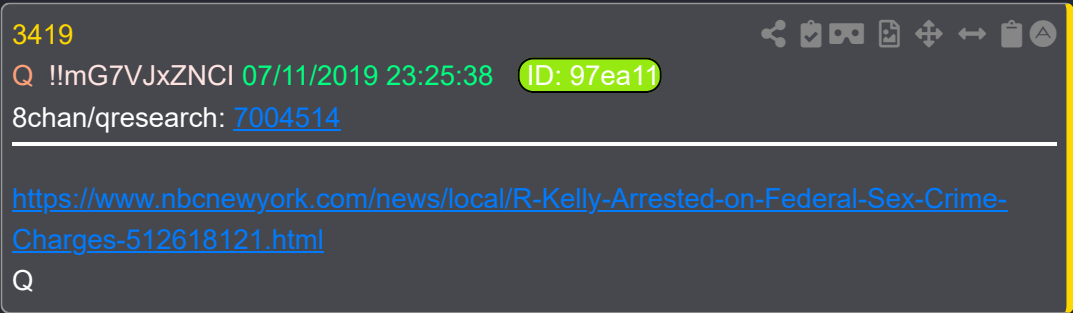 3419
Q !!mG7VJxZNCI 07/11/2019 23:25:38 ID: 97ea11
8chan/qresearch: 7004514
https://www.nbcnewyork.com/news/local/R-Kelly-Arrested-on-Federal-Sex-Crime-
Charges-512618121.html
Q